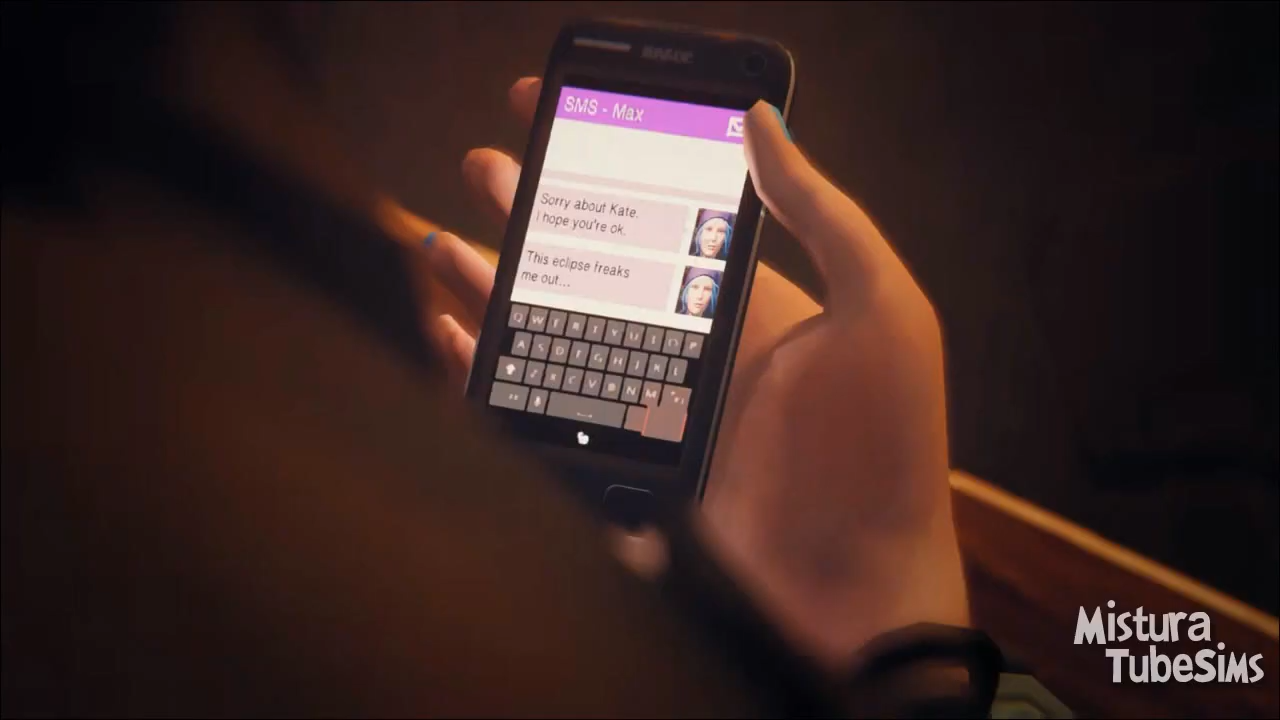 SMS - Max
Sorry about Kate.
I hope you're ok.
This eclipse freaks
me out...
Q W E R T Y U I O P
A S D F G H J K L
Z X C V B N M
Mistura
TubeSims